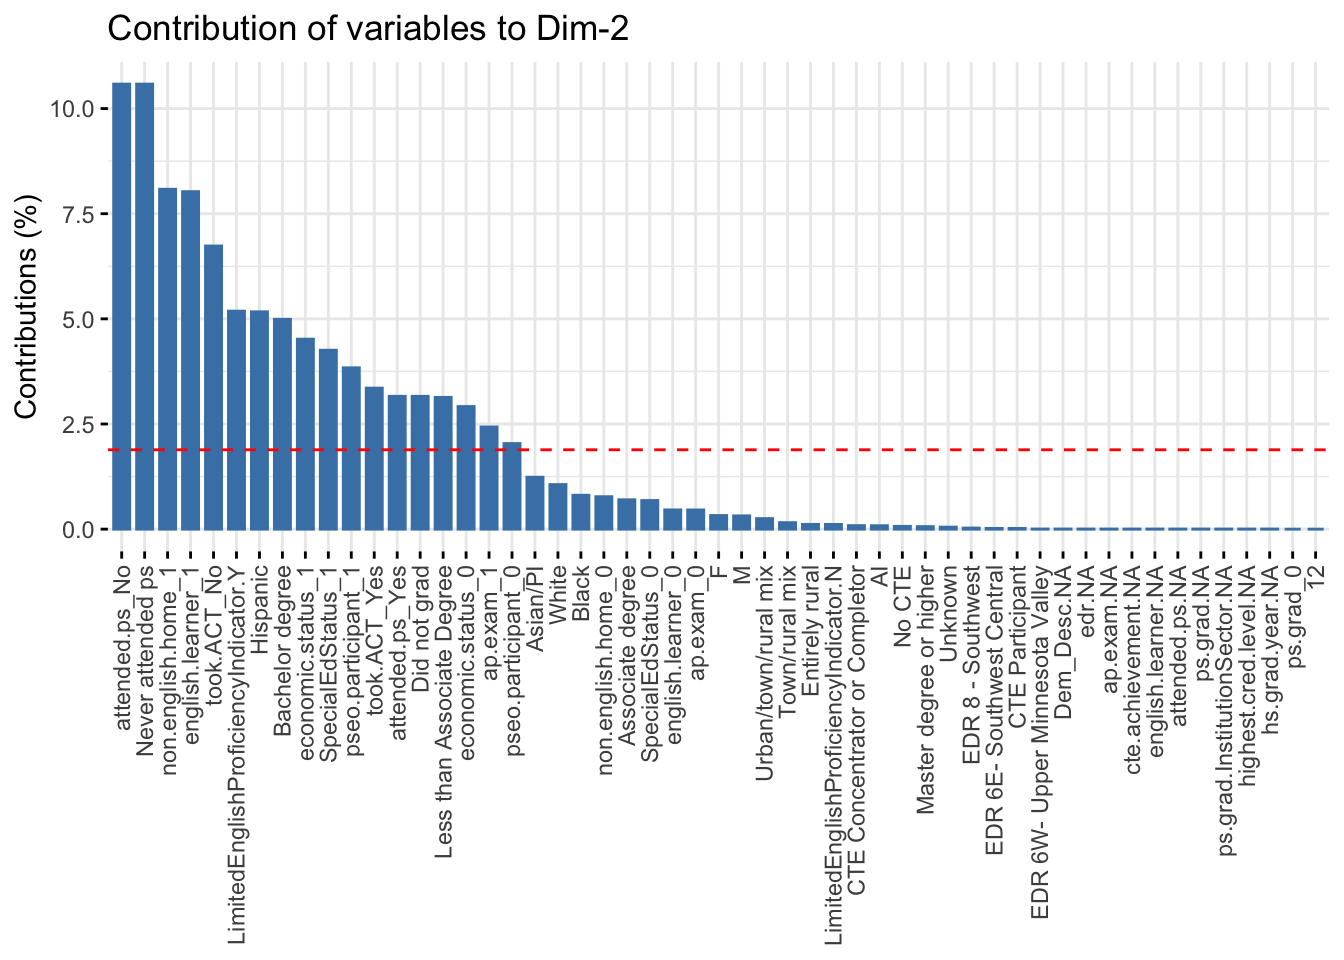 Contribution of variables to Dim-2
Contributions (%)
10.0
7.5
5.0
2.5
0.0
attended.ps_No
Never attended ps
non.english.home_1
english.learner_1
took.ACT_No
LimitedEnglishProficiencyIndicator.Y
Hispanic
Bachelor degree
economic.status_1
SpecialEdStatus_1
pseo.participant_1
took.ACT_Yes
attended.ps_Yes
Did not grad
Less than Associate Degree
economic.status_0
ap.exam_1
pseo.participant_0
Asian/PI
White
Black
non.english.home_0
Associate degree
SpecialEdStatus_0
english.learner_0
ap.exam_0
F
M
Urban/town/rural mix
Town/rural mix
Entirely rural
LimitedEnglishProficiencyIndicator.N
CTE Concentrator or Completor
AI
No CTE
Master degree or higher
Unknown
EDR 8 - Southwest
EDR 6E- Southwest Central
CTE Participant
EDR 6W- Upper Minnesota Valley
Dem_Desc.NA
edr.NA
ap.exam.NA
cte.achievement.NA
english.learner.NA
attended.ps.NA
ps.grad.NA
ps.grad.InstitutionSector.NA
highest.cred.level.NA
hs.grad.year.NA
ps.grad_0
12